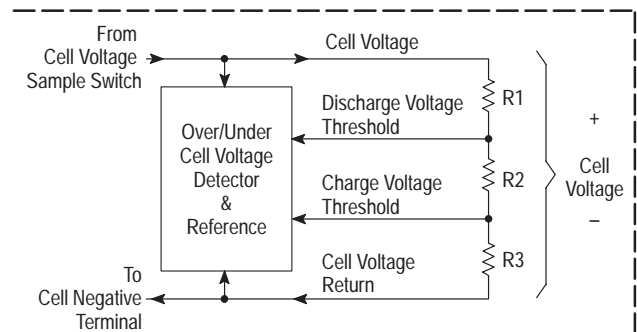 From
Cell Voltage
Sample Switch
Cell Voltage
R1
Discharge Voltage
Threshold
Over/Under
Cell Voltage
Detector
&
Reference
R2
Charge Voltage
Threshold
+
Cell
Voltage
–
R3
Cell Voltage
Return
To
Cell Negative
Terminal